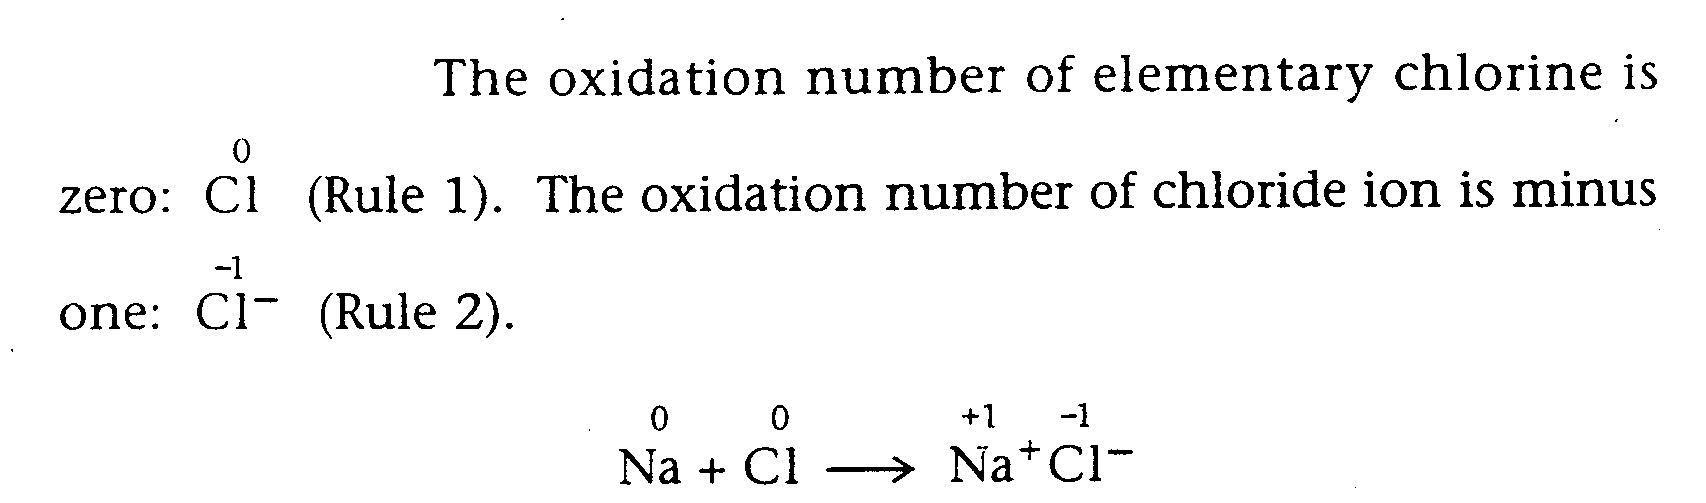 The oxidation number of elementary chlorine is
0
zero: Cl (Rule 1). The oxidation number of chloride ion is minus
–1
one: Cl⁻ (Rule 2).
0 0 +1 –1
Na + Cl ⟶ Na⁺Cl⁻